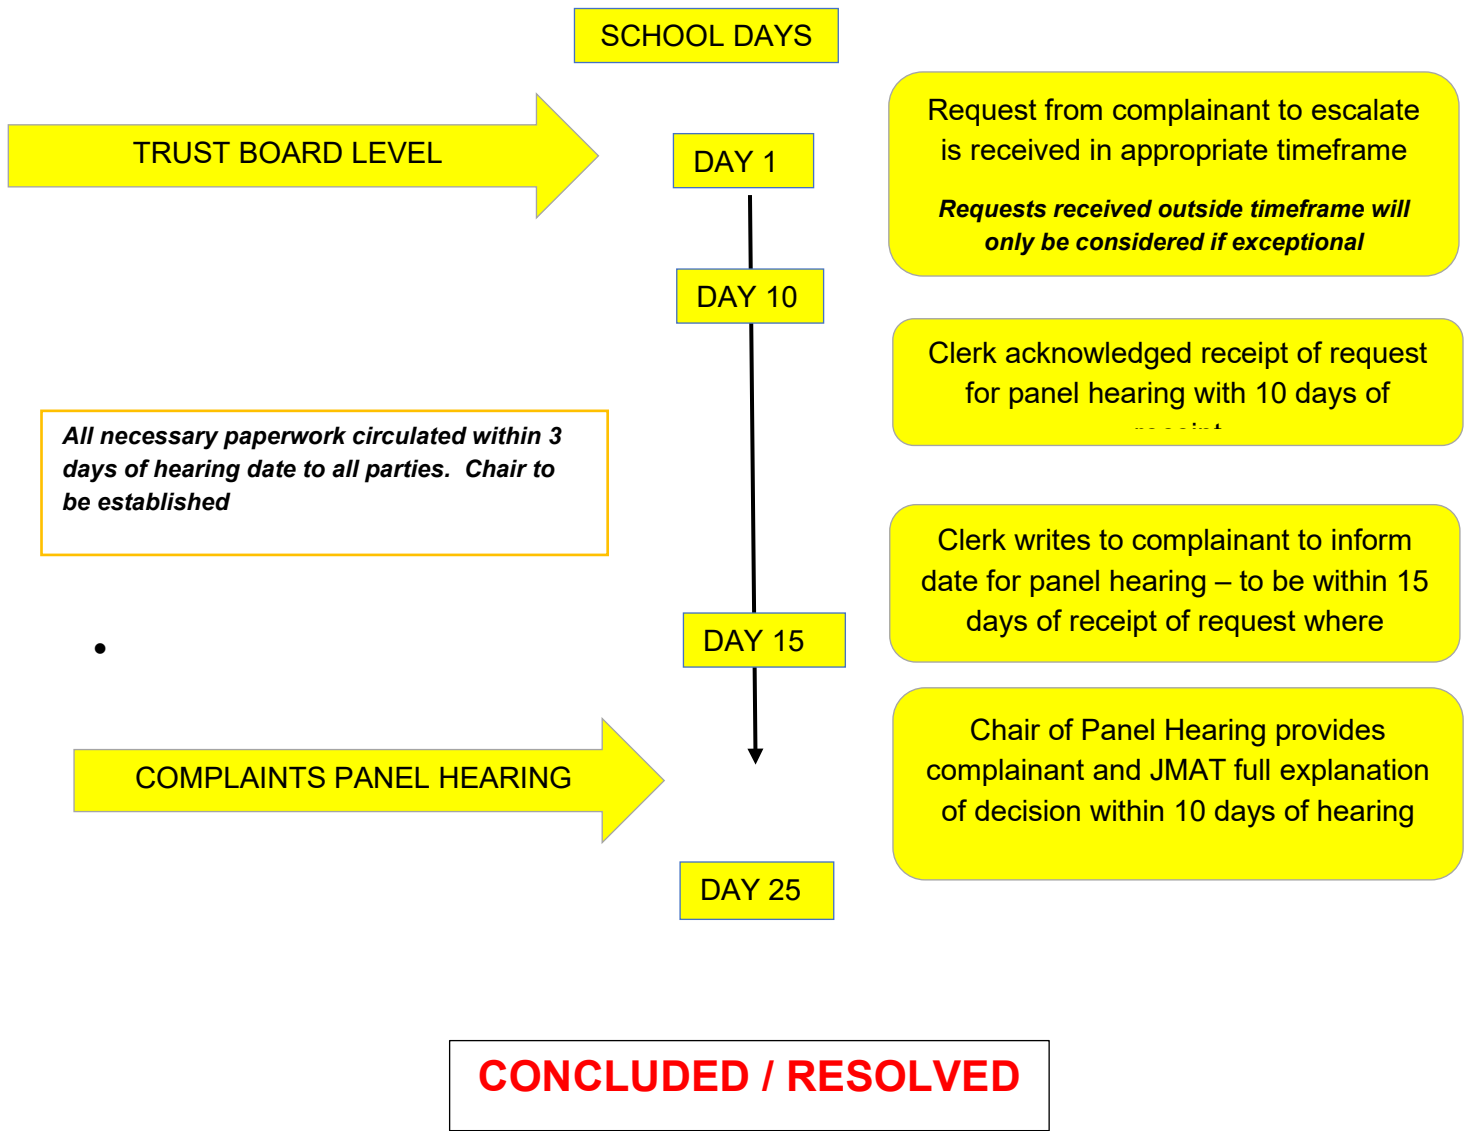 SCHOOL DAYS
TRUST BOARD LEVEL
DAY 1
Request from complainant to escalate
is received in appropriate timeframe
Requests received outside timeframe will
only be considered if exceptional
DAY 10
Clerk acknowledged receipt of request
for panel hearing with 10 days of
All necessary paperwork circulated within 3
days of hearing date to all parties.  Chair to
be established
Clerk writes to complainant to inform
date for panel hearing – to be within 15
days of receipt of request where
DAY 15
•
Chair of Panel Hearing provides
complainant and JMAT full explanation
of decision within 10 days of hearing
COMPLAINTS PANEL HEARING
DAY 25
CONCLUDED / RESOLVED